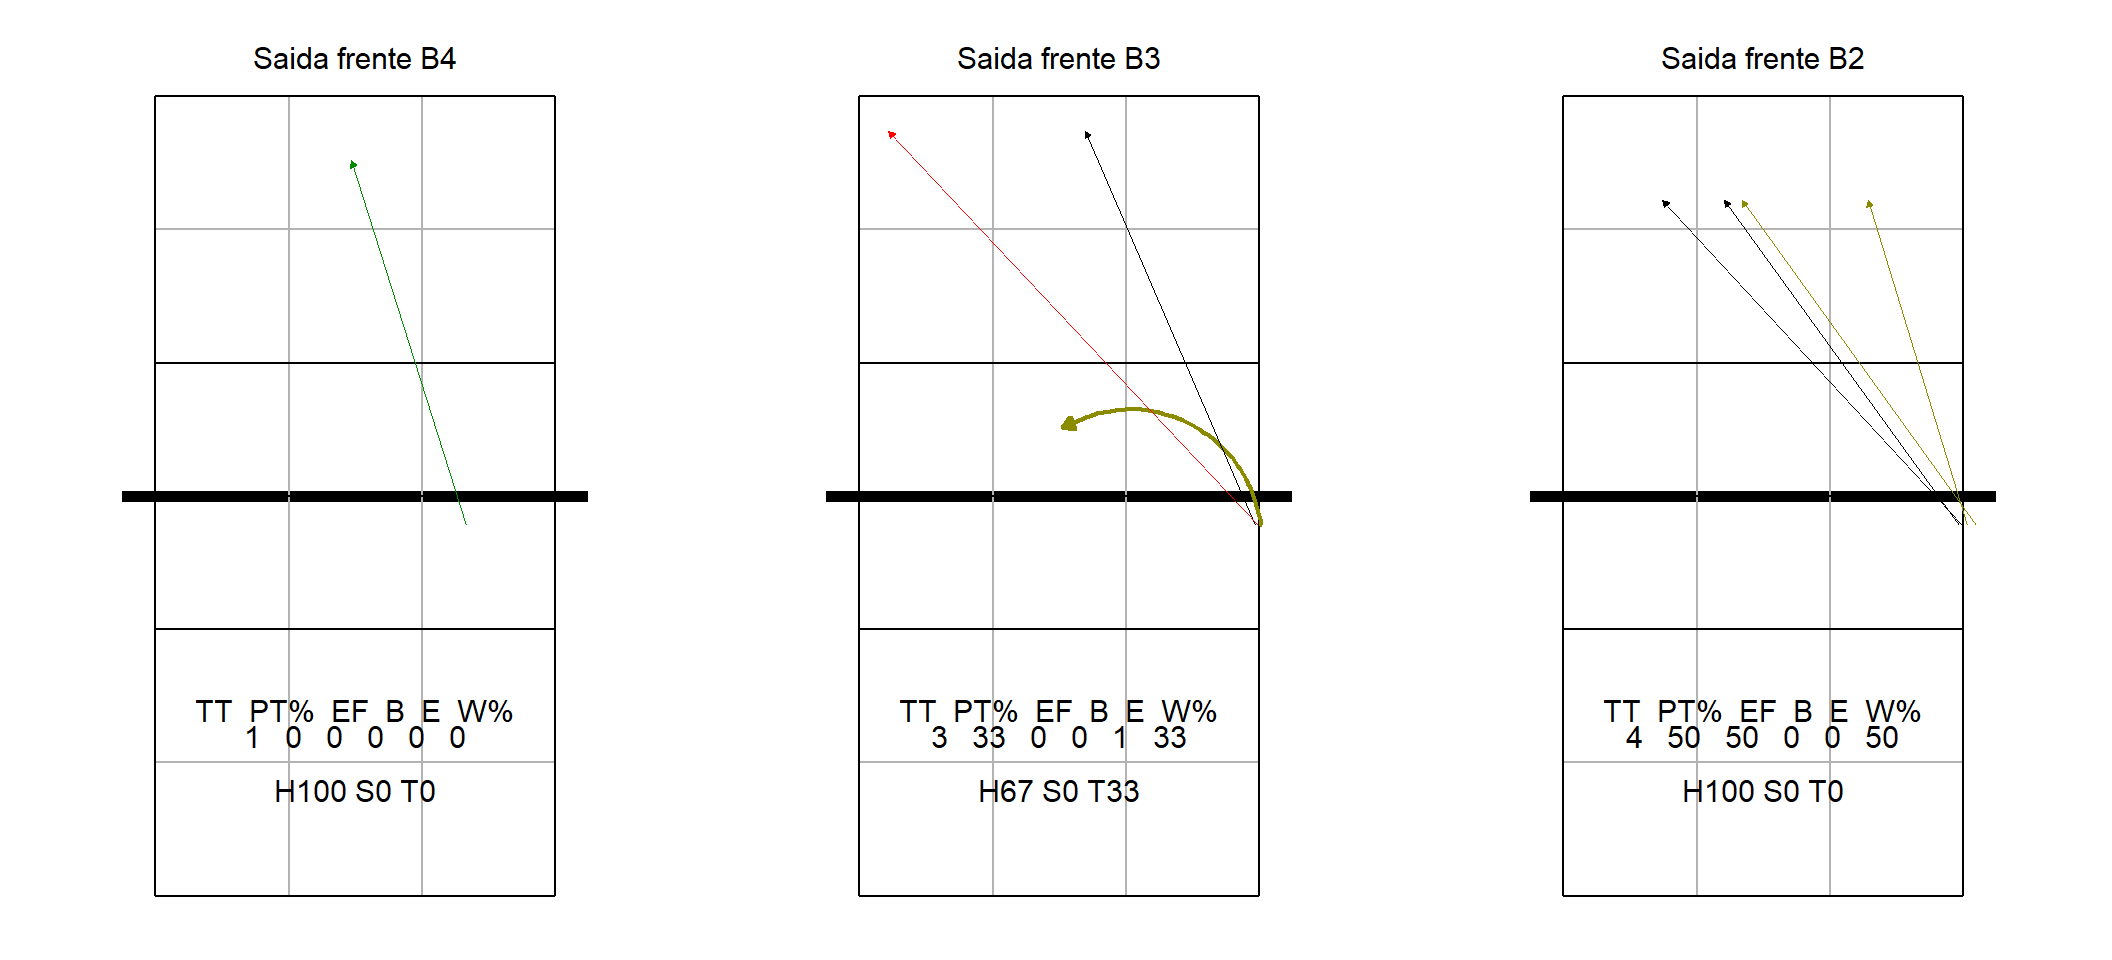 Saida frente B4
TT PT% EF B E W%
1 0 0 0 0 0
H100 S0 T0
Saida frente B3
TT PT% EF B E W%
3 33 0 0 1 33
H67 S0 T33
Saida frente B2
TT PT% EF B E W%
4 50 50 0 0 50
H100 S0 T0